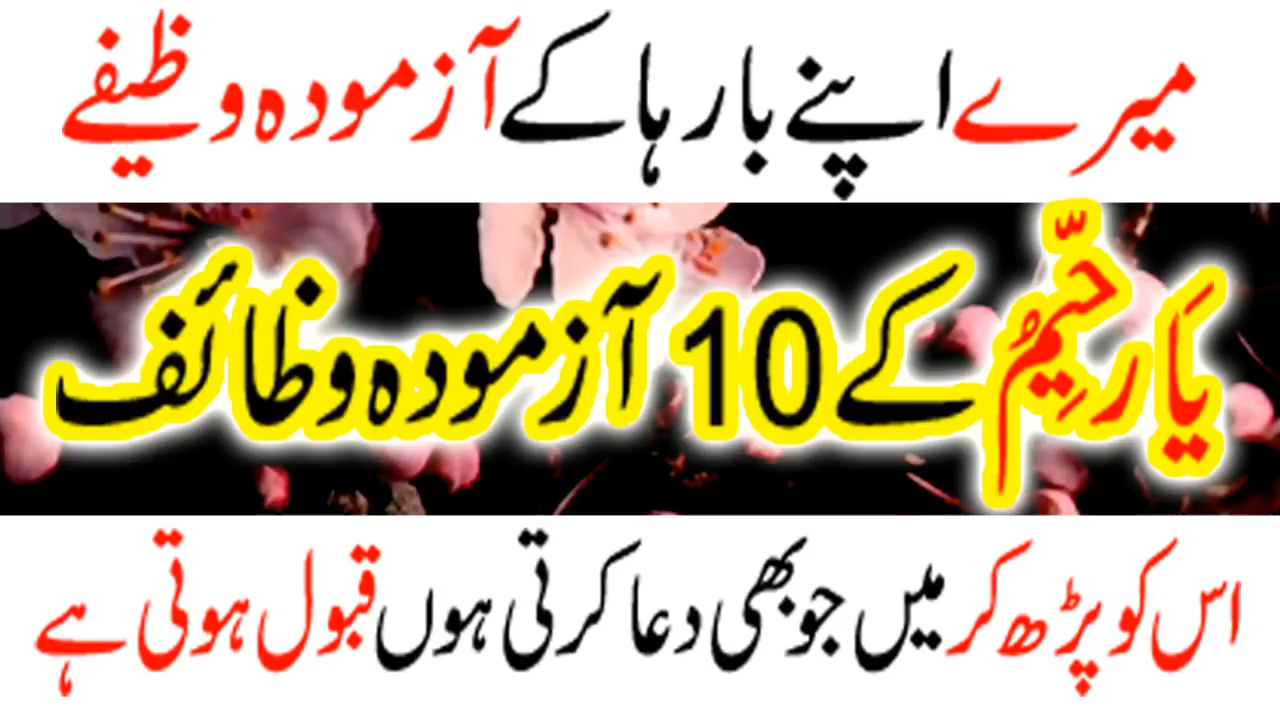 میرے اپنے بارہا کے آزمودہ وظیفے
یَا رَحِیْمُ کے 10 آزمودہ وظائف
اس کو پڑھ کر میں جو بھی دعا کرتی ہوں قبول ہوتی ہے